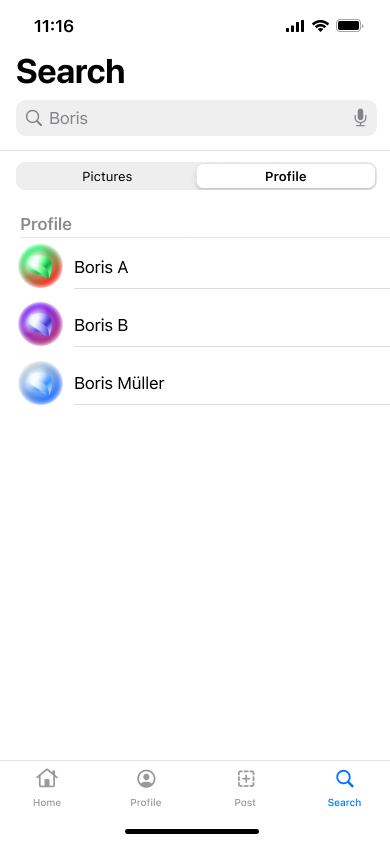 11:16
Search
Boris
Pictures Profile
Profile
Boris A
Boris B
Boris Müller
Home Profile Post Search